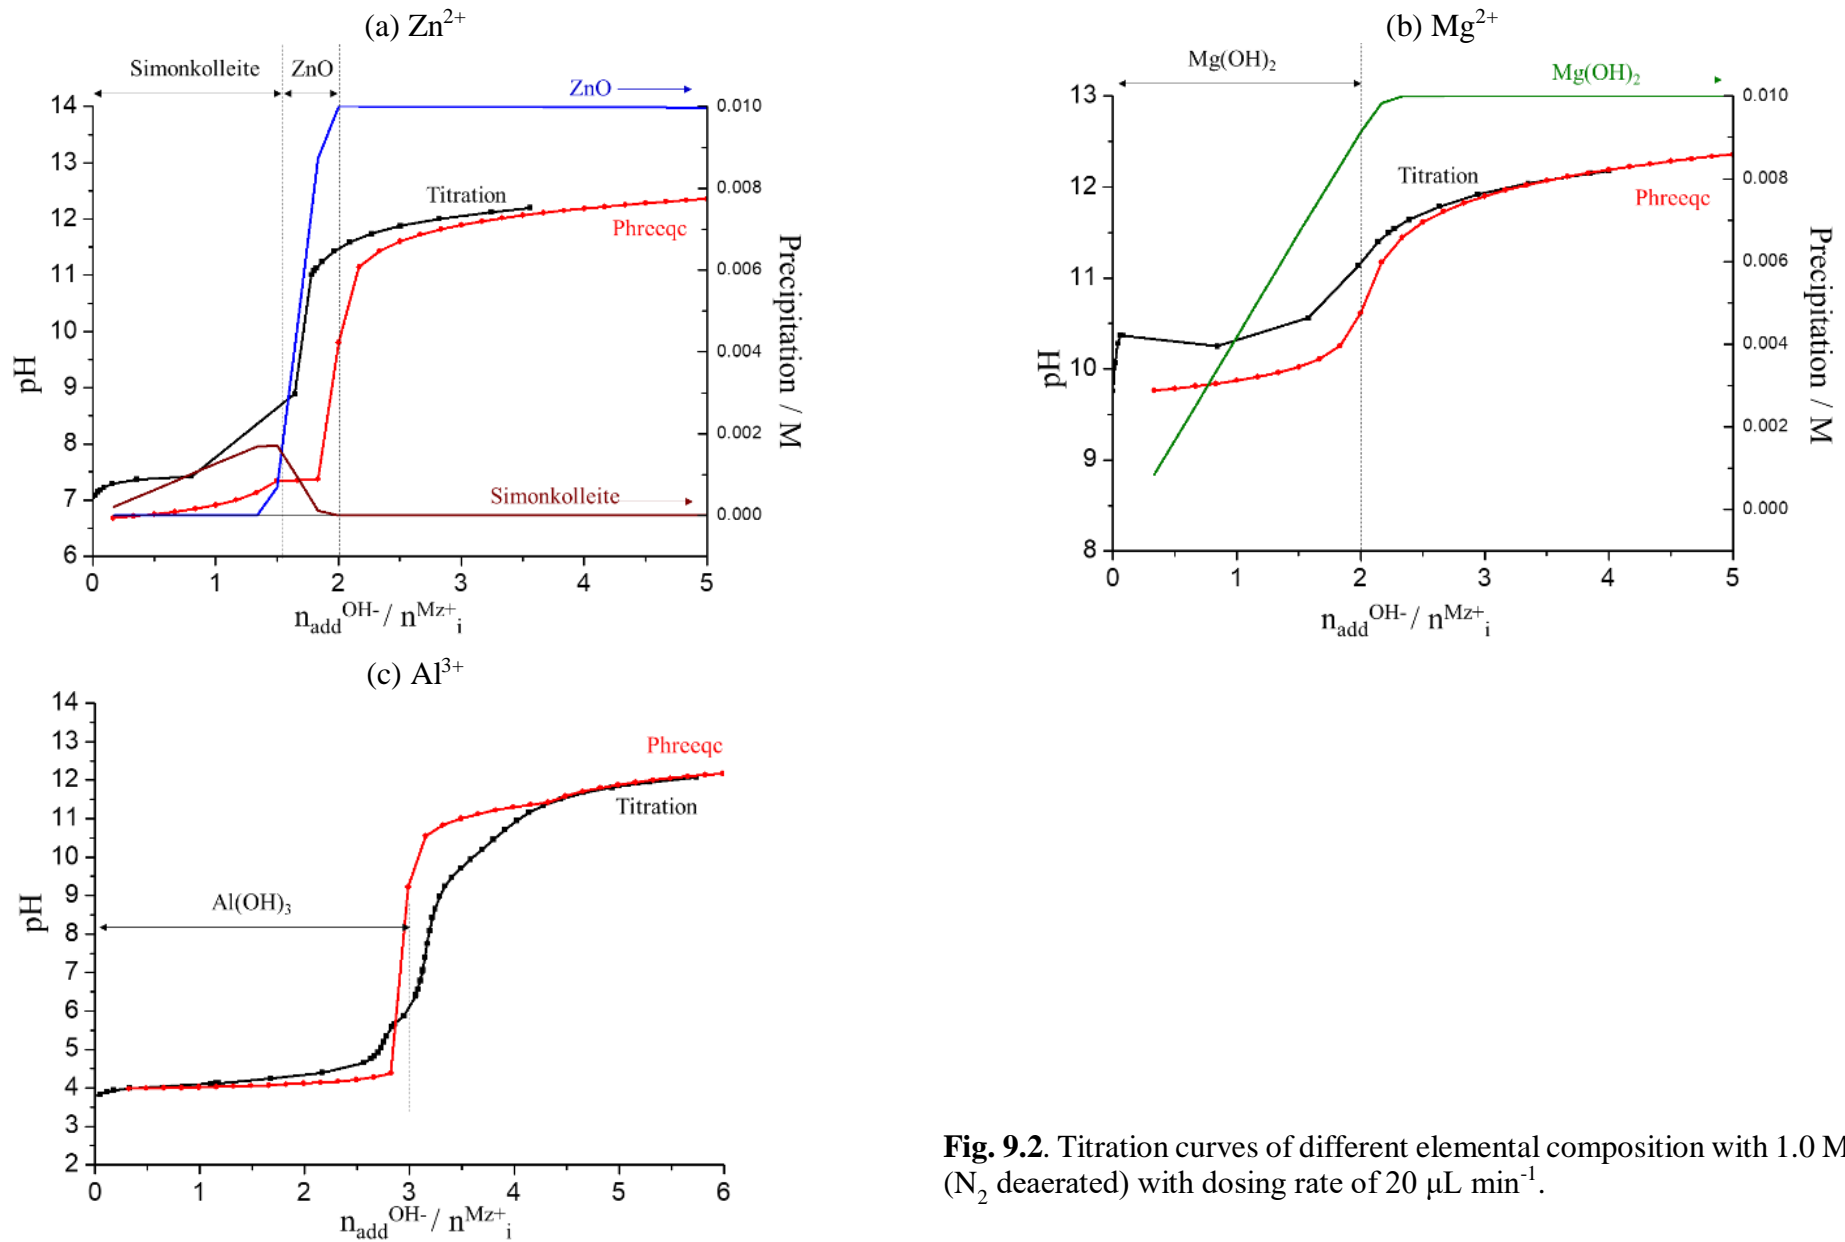 (a) Zn2+
Simonkolleite
ZnO
ZnO
14
13
12
11
10
9
8
7
6
pH
0.010
0.008
0.006
0.004
0.002
0.000
Precipitation / M
Titration
Phreeqc
Simonkolleite
0 1 2 3 4 5
nadd OH- / nMz+ i
(b) Mg2+
Mg(OH)2
Mg(OH)2
13
12
11
10
9
8
pH
0.010
0.008
0.006
0.004
0.002
0.000
Precipitation / M
Titration
Phreeqc
0 1 2 3 4 5
nadd OH- / nMz+ i
(c) Al3+
14
13
12
11
10
9
8
7
6
5
4
3
2
pH
Phreeqc
Titration
Al(OH)3
0 1 2 3 4 5 6
nadd OH- / nMz+ i
Fig. 9.2. Titration curves of different elemental composition with 1.0 M
(N2 deaerated) with dosing rate of 20 μL min-1.